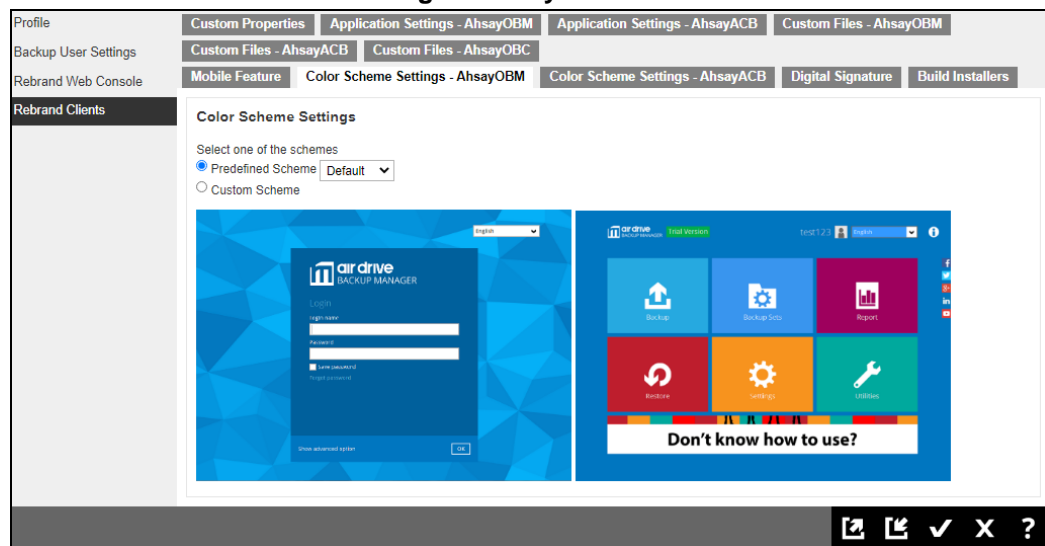 Profile
Backup User Settings
Rebrand Web Console
Rebrand Clients
Custom Properties Application Settings - AhsayOBM Application Settings - AhsayACB Custom Files - AhsayOBM
Custom Files - AhsayACB Custom Files - AhsayOBC
Mobile Feature Color Scheme Settings - AhsayOBM Color Scheme Settings - AhsayACB Digital Signature Build Installers
Color Scheme Settings
Select one of the schemes
Predefined Scheme Default
Custom Scheme
English
air drive
BACKUP MANAGER
Login
Login name
Password
Save password
Forgot password
Show advanced option OK
air drive
BACKUP MANAGER
Trial Version test123 English
Backup Backup Sets Report
Restore Settings Utilities
Don't know how to use?
?